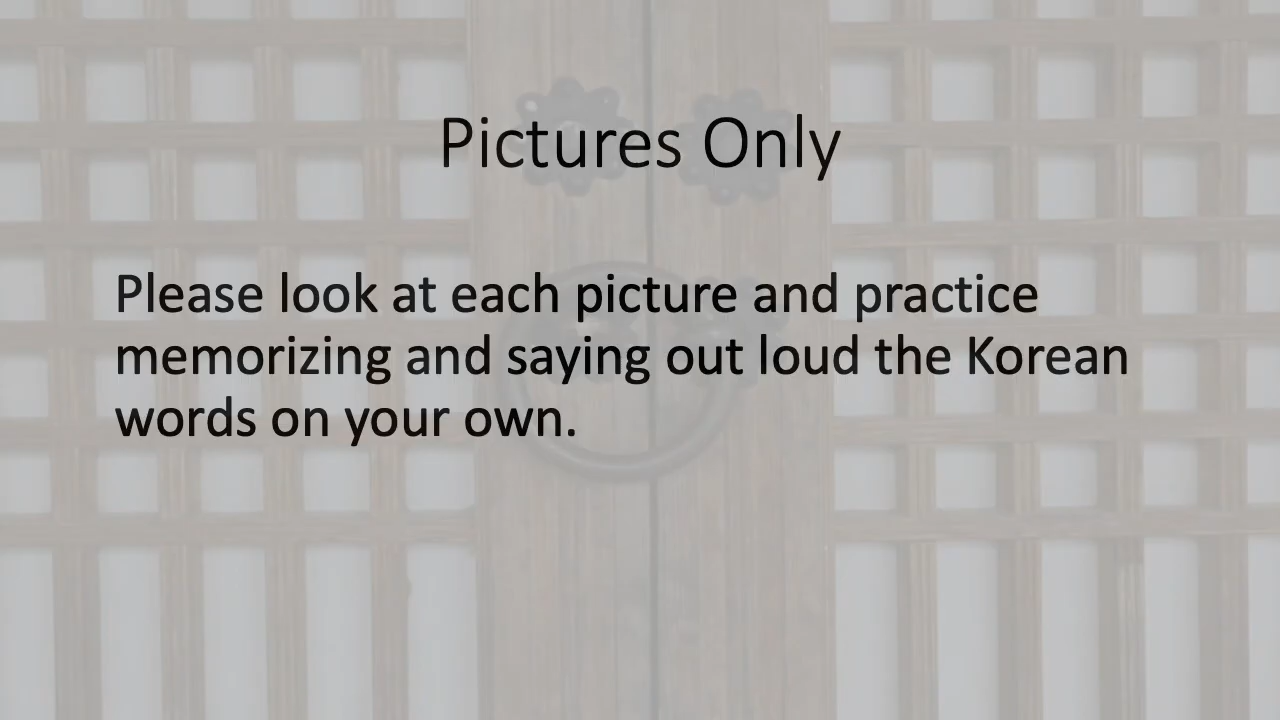 Pictures Only
Please look at each picture and practice
memorizing and saying out loud the Korean
words on your own.